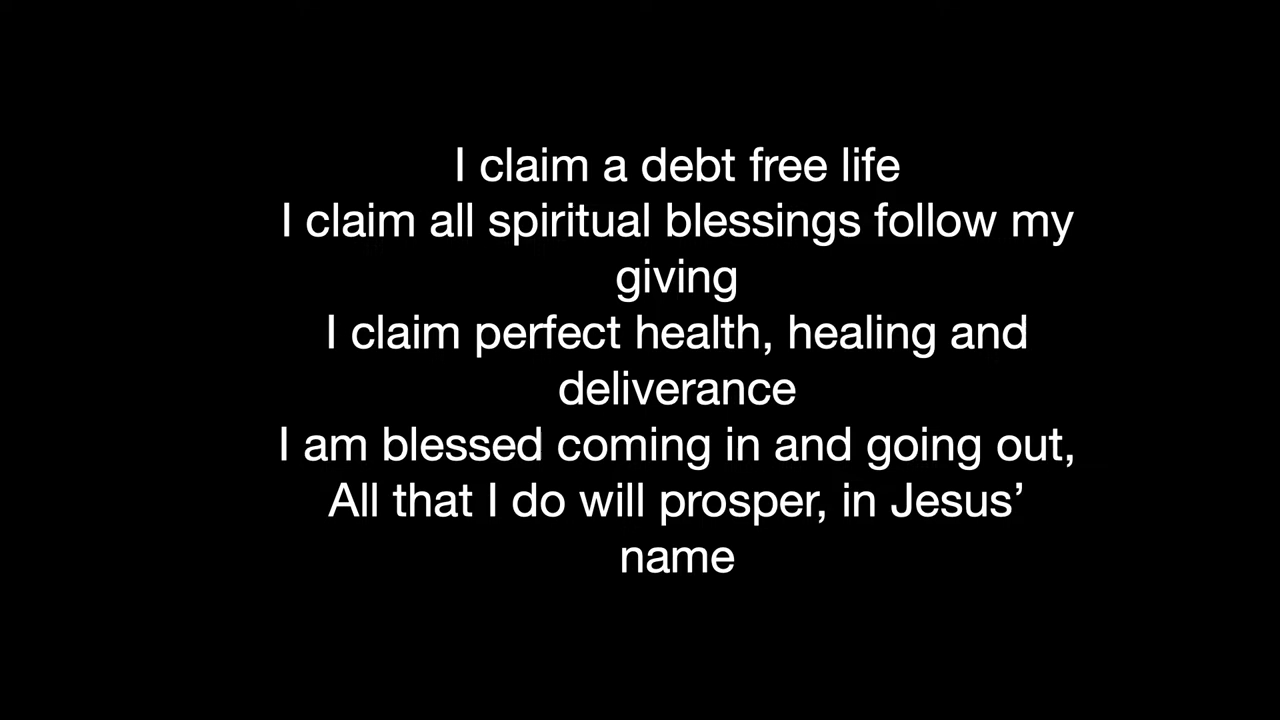 I claim a debt free life
I claim all spiritual blessings follow my
giving
I claim perfect health, healing and
deliverance
I am blessed coming in and going out,
All that I do will prosper, in Jesus’
name